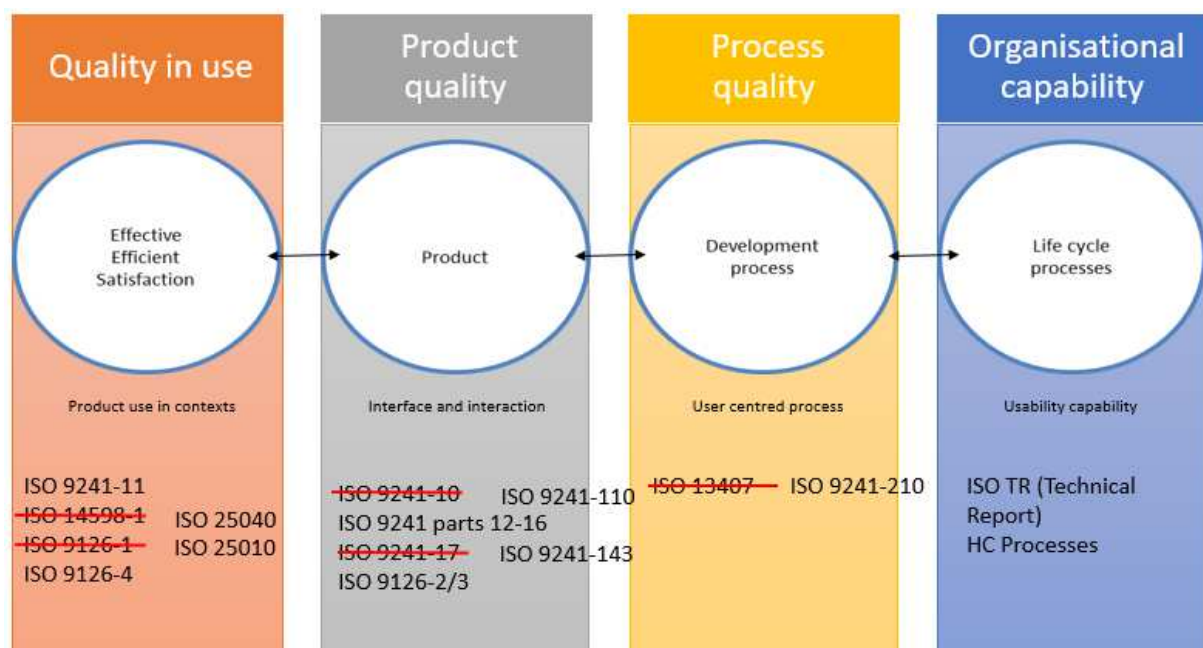 Quality in use
Product
quality
Process
quality
Organisational
capability
Effective
Efficient
Satisfaction
Product
Development
process
Life cycle
processes
Product use in contexts
Interface and interaction
User centred process
Usability capability
ISO 9241-11
ISO 14598-1 ISO 25040
ISO 9126-1 ISO 25010
ISO 9126-4
ISO 9241-10 ISO 9241-110
ISO 9241 parts 12-16
ISO 9241-17 ISO 9241-143
ISO 9126-2/3
ISO 13407 ISO 9241-210
ISO TR (Technical
Report)
HC Processes